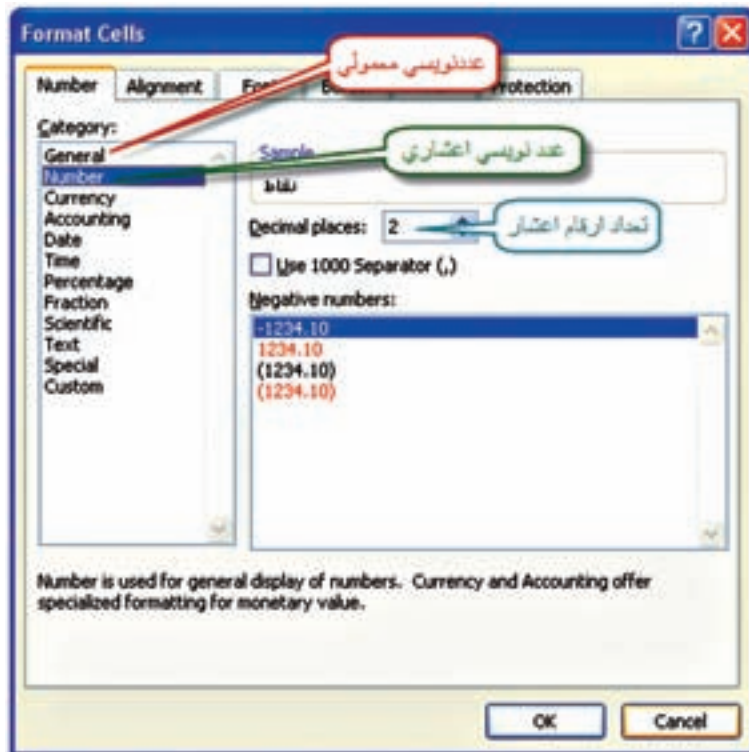 Format Cells
Number Alignment Protection
عددنویسی معمولی
Category:
General
Number
Currency
Accounting
Date
Time
Percentage
Fraction
Scientific
Text
Special
Custom
Sample
عدد نویسی اعشاری
نقاط
Decimal places: 2
تعداد ارقام اعشار
Use 1000 Separator (,)
Negative numbers:
-1234.10
1234.10
(1234.10)
(1234.10)
Number is used for general display of numbers. Currency and Accounting offer
specialized formatting for monetary value.
OK Cancel